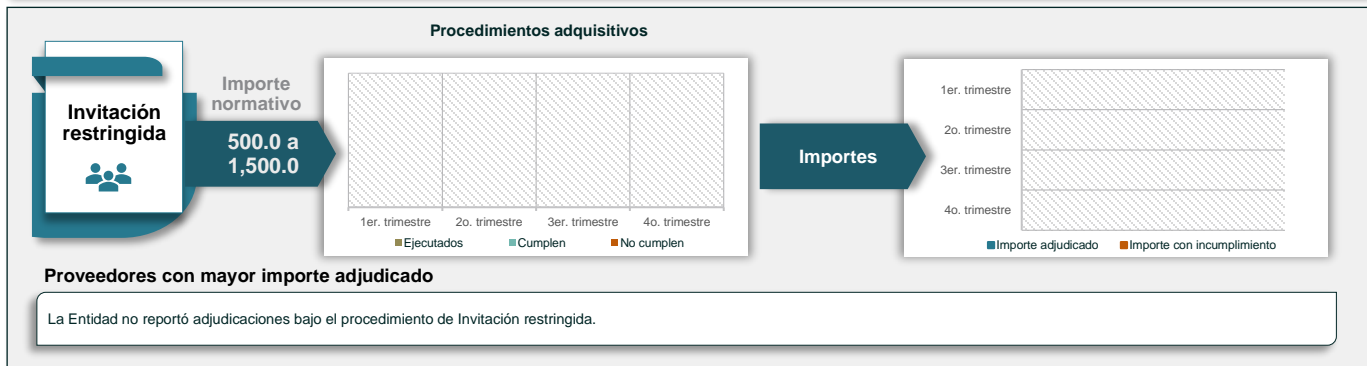 Procedimientos adquisitivos
Invitación
restringida
Importe
normativo
500.0 a
1,500.0
1er. trimestre 2o. trimestre 3er. trimestre 4o. trimestre
Ejecutados Cumplen No cumplen
Importes
1er. trimestre
2o. trimestre
3er. trimestre
4o. trimestre
Importe adjudicado Importe con incumplimiento
Proveedores con mayor importe adjudicado
La Entidad no reportó adjudicaciones bajo el procedimiento de Invitación restringida.